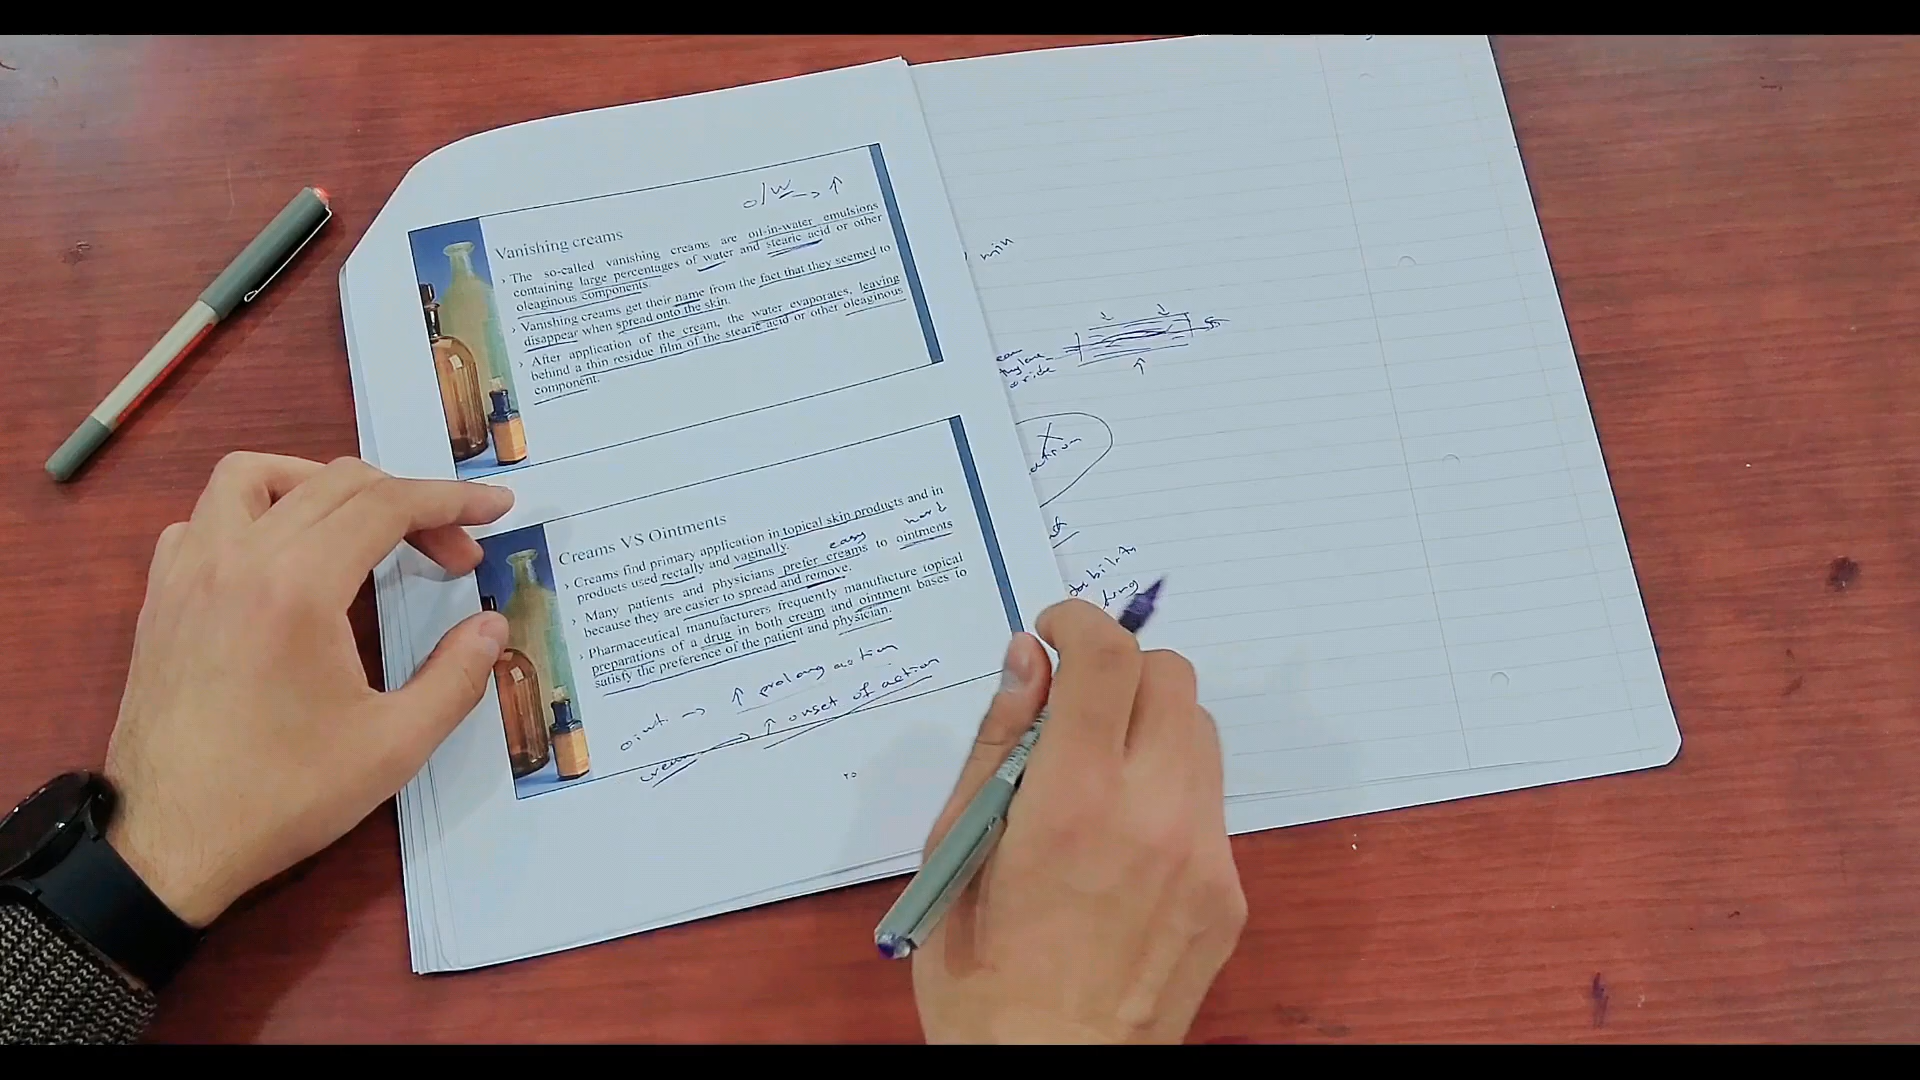 o/w → ↑
Vanishing creams
› The so-called vanishing creams are oil-in-water emulsions
containing large percentages of water and stearic acid or other
oleaginous components.
› Vanishing creams get their name from the fact that they seemed to
disappear when spread onto the skin.
› After application of the cream, the water evaporates, leaving
behind a thin residue film of the stearic acid or other oleaginous
component.
Creams VS Ointments
› Creams find primary application in topical skin products and in
products used rectally and vaginally.
easy hard
› Many patients and physicians prefer creams to ointments
because they are easier to spread and remove.
› Pharmaceutical manufacturers frequently manufacture topical
preparations of a drug in both cream and ointment bases to
satisfy the preference of the patient and physician.
oint. → ↑ prolong action
cream → ↑ onset of action
٢٥
min